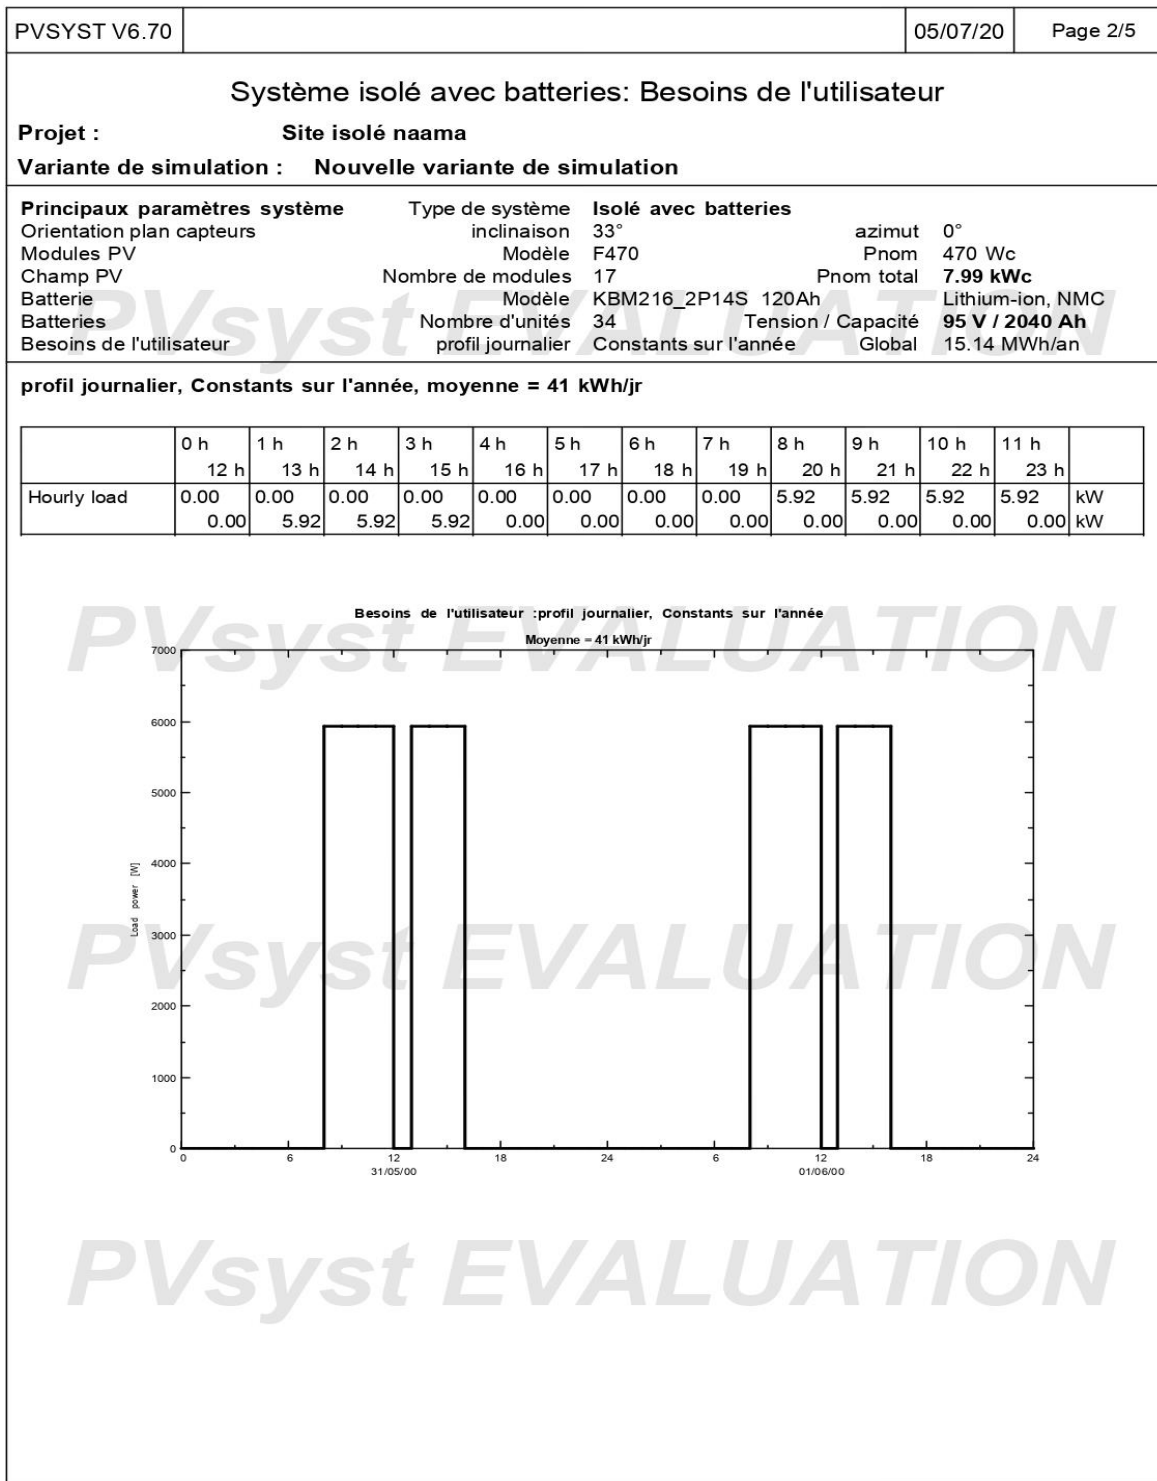 PVSYST V6.70 05/07/20 Page 2/5
Système isolé avec batteries: Besoins de l'utilisateur
Projet : Site isolé naama
Variante de simulation : Nouvelle variante de simulation
Principaux paramètres système Type de système Isolé avec batteries
Orientation plan capteurs inclinaison 33° azimut 0°
Modules PV Modèle F470 Pnom 470 Wc
Champ PV Nombre de modules 17 Pnom total 7.99 kWc
Batterie Modèle KBM216_2P14S 120Ah Lithium-ion, NMC
Batteries Nombre d'unités 34 Tension / Capacité 95 V / 2040 Ah
Besoins de l'utilisateur profil journalier Constants sur l'année Global 15.14 MWh/an
PVsyst EVALUATION
profil journalier, Constants sur l'année, moyenne = 41 kWh/jr
0 h 1 h 2 h 3 h 4 h 5 h 6 h 7 h 8 h 9 h 10 h 11 h
12 h 13 h 14 h 15 h 16 h 17 h 18 h 19 h 20 h 21 h 22 h 23 h
Hourly load 0.00 0.00 0.00 0.00 0.00 0.00 0.00 0.00 5.92 5.92 5.92 5.92 kW
0.00 5.92 5.92 5.92 0.00 0.00 0.00 0.00 0.00 0.00 0.00 0.00 kW
Besoins de l'utilisateur :profil journalier, Constants sur l'année
Moyenne = 41 kWh/jr
PVsyst EVALUATION
7000
6000
5000
4000
Load power [W]
3000
PVsyst EVALUATION
2000
1000
0
0 6 12 18 24 6 12 18 24
31/05/00 01/06/00
PVsyst EVALUATION